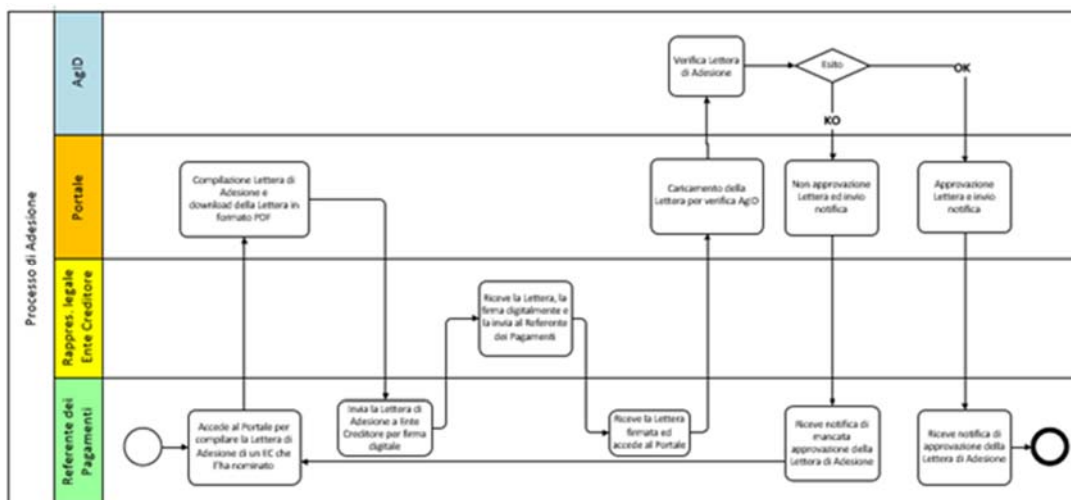 Processo di Adesione
AgID
Verifica Lettera
di Adesione
Esito
OK
KO
Portale
Compilazione Lettera di
Adesione e
download della Lettera in
formato PDF
Caricamento della
Lettera per verifica AgID
Non approvazione
Lettera ed invio
notifica
Approvazione
Lettera e invio
notifica
Rappres. legale
Ente Creditore
Riceve la Lettera, la
firma digitalmente e
la invia al Referente
dei Pagamenti
Referente dei
Pagamenti
Accede al Portale per
compilare la Lettera di
Adesione di un EC che
l'ha nominato
Invia la Lettera di
Adesione a Ente
Creditore per firma
digitale
Riceve la Lettera
firmata ed
accede al Portale
Riceve notifica di
mancata
approvazione della
Lettera di Adesione
Riceve notifica di
approvazione della
Lettera di Adesione